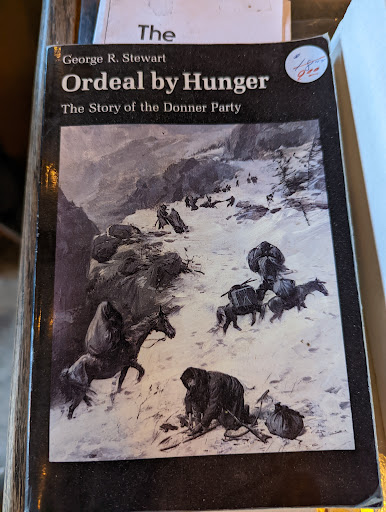 The
George R. Stewart
Ordeal by Hunger
The Story of the Donner Party